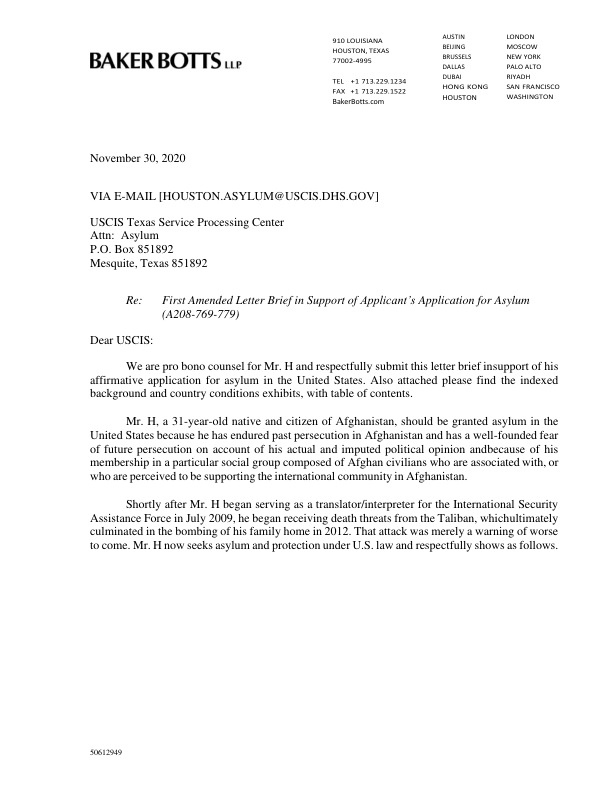 BAKER BOTTS LLP
910 LOUISIANA
HOUSTON, TEXAS
77002-4995
TEL +1 713.229.1234
FAX +1 713.229.1522
BakerBotts.com
AUSTIN
BEIJING
BRUSSELS
DALLAS
DUBAI
HONG KONG
HOUSTON
LONDON
MOSCOW
NEW YORK
PALO ALTO
RIYADH
SAN FRANCISCO
WASHINGTON
November 30, 2020
VIA E-MAIL [HOUSTON.ASYLUM@USCIS.DHS.GOV]
USCIS Texas Service Processing Center
Attn: Asylum
P.O. Box 851892
Mesquite, Texas 851892
Re: First Amended Letter Brief in Support of Applicant's Application for Asylum
(A208-769-779)
Dear USCIS:
We are pro bono counsel for Mr. H and respectfully submit this letter brief insupport of his
affirmative application for asylum in the United States. Also attached please find the indexed
background and country conditions exhibits, with table of contents.
Mr. H, a 31-year-old native and citizen of Afghanistan, should be granted asylum in the
United States because he has endured past persecution in Afghanistan and has a well-founded fear
of future persecution on account of his actual and imputed political opinion andbecause of his
membership in a particular social group composed of Afghan civilians who are associated with, or
who are perceived to be supporting the international community in Afghanistan.
Shortly after Mr. H began serving as a translator/interpreter for the International Security
Assistance Force in July 2009, he began receiving death threats from the Taliban, whichultimately
culminated in the bombing of his family home in 2012. That attack was merely a warning of worse
to come. Mr. H now seeks asylum and protection under U.S. law and respectfully shows as follows.
50612949